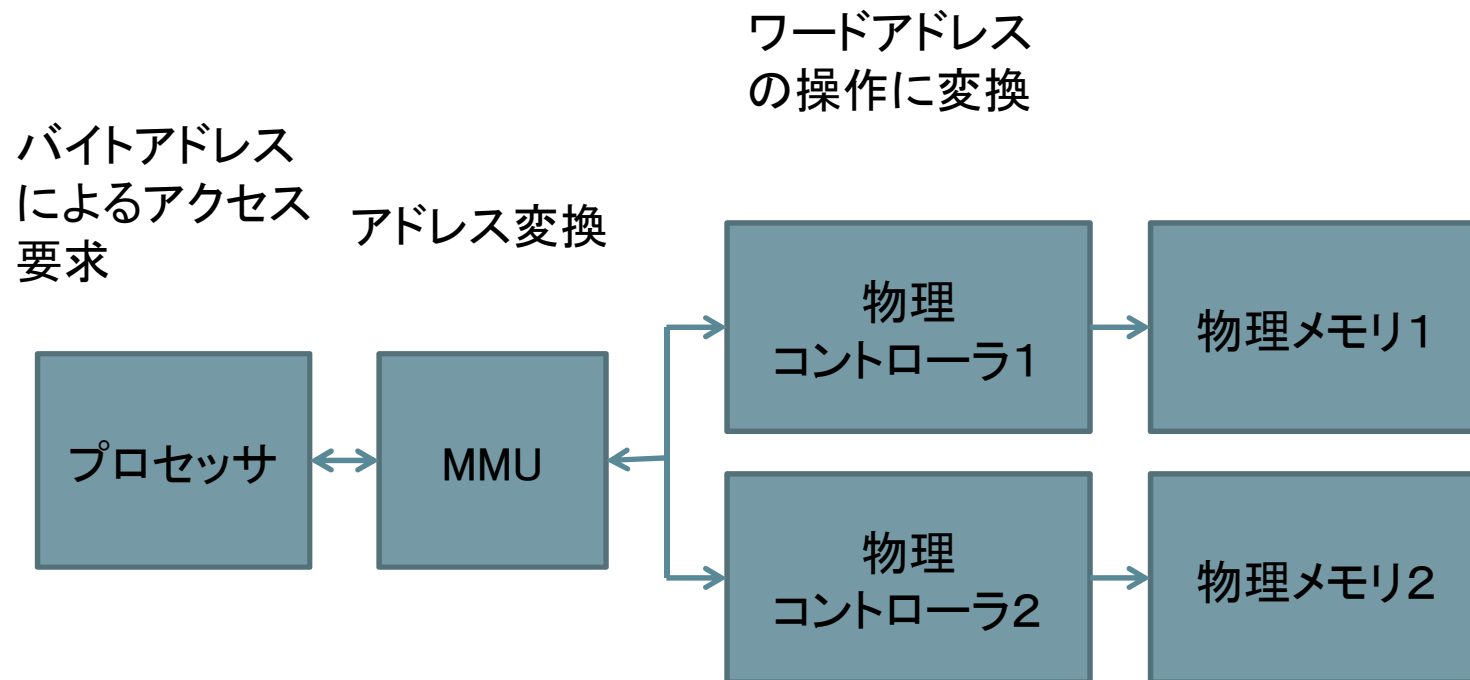 ワードアドレス
の操作に変換
バイトアドレス
によるアクセス
要求
アドレス変換
プロセッサ
MMU
物理
コントローラ1
物理メモリ1
物理
コントローラ2
物理メモリ2